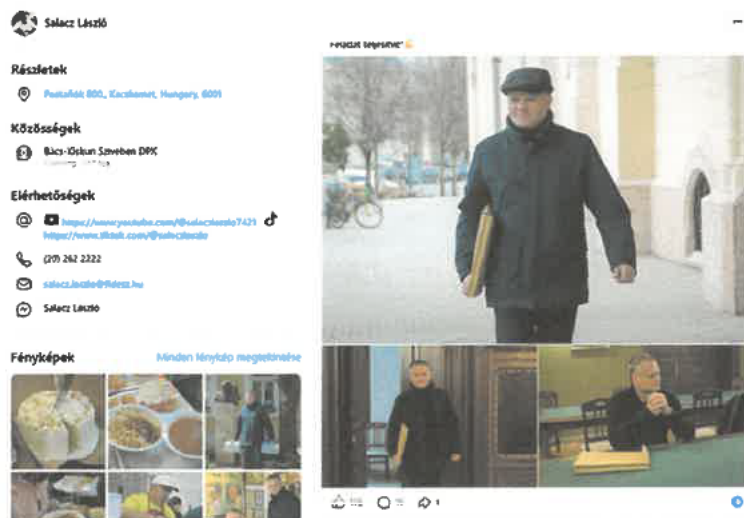 Salacz László
Részletek
Postafiók 800., Kecskemét, Hungary, 6001
Közösségek
Bács-Kiskun Szívében DPK
Elérhetőségek
https://www.youtube.com/@salaczlaszlo7421
https://www.tiktok.com/@salaczlaszlo
(20) 262 2222
salacz.laszlo@fidesz.hu
Salacz László
Fényképek Minden fénykép megtekintése
Feladat teljesítve"
1